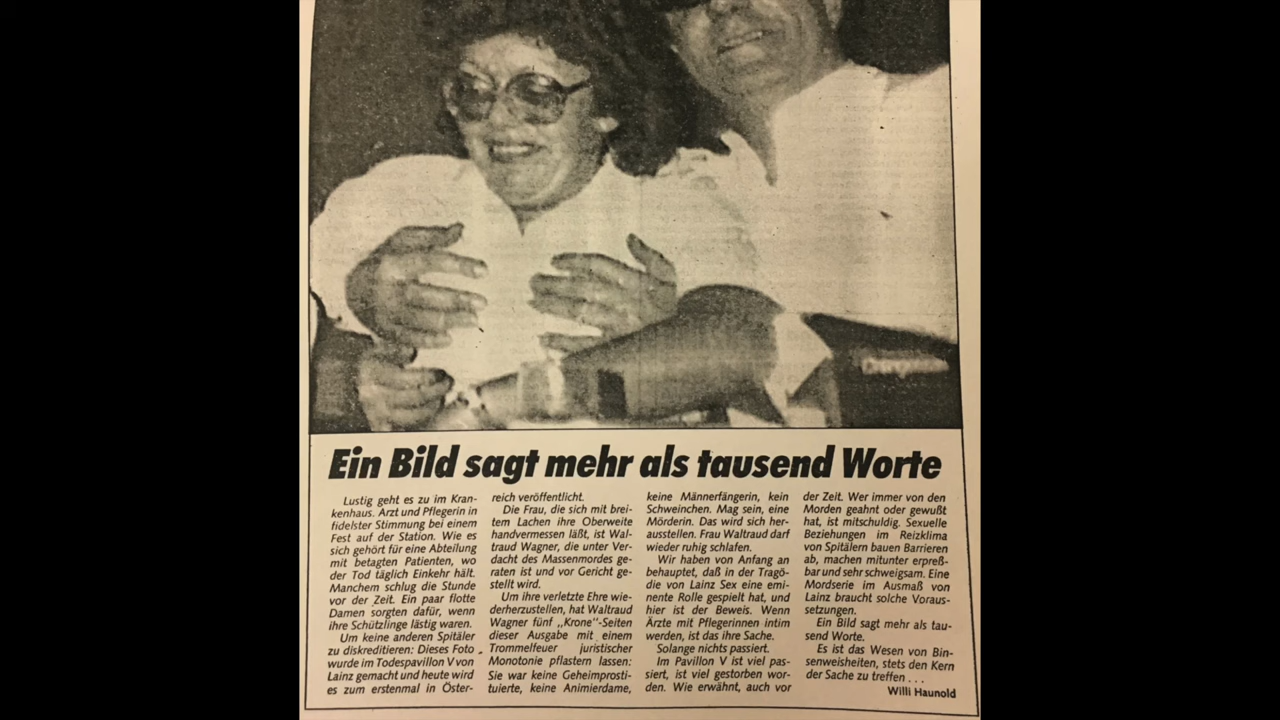 Ein Bild sagt mehr als tausend Worte
Lustig geht es zu im Kran-
kenhaus. Arzt und Pflegerin in
fidelster Stimmung bei einem
Fest auf der Station. Wie es
sich gehört für eine Abteilung
mit betagten Patienten, wo
der Tod täglich Einkehr hält.
Manchem schlug die Stunde
vor der Zeit. Ein paar flotte
Damen sorgten dafür, wenn
ihre Schützlinge lästig waren.
Um keine anderen Spitäler
zu diskreditieren: Dieses Foto
wurde im Todespavillon V von
Lainz gemacht und heute wird
es zum erstenmal in Öster-
reich veröffentlicht.
Die Frau, die sich mit brei-
tem Lachen ihre Oberweite
handvermessen läßt, ist Wal-
traud Wagner, die unter Ver-
dacht des Massenmordes ge-
raten ist und vor Gericht ge-
stellt wird.
Um ihre verletzte Ehre wie-
derherzustellen, hat Waltraud
Wagner fünf „Krone"-Seiten
dieser Ausgabe mit einem
Trommelfeuer juristischer
Monotonie pflastern lassen:
Sie war keine Geheimprosti-
tuierte, keine Animierdame,
keine Männerfängerin, kein
Schweinchen. Mag sein, eine
Mörderin. Das wird sich her-
ausstellen. Frau Waltraud darf
wieder ruhig schlafen.
Wir haben von Anfang an
behauptet, daß in der Tragö-
die von Lainz Sex eine emi-
nente Rolle gespielt hat, und
hier ist der Beweis. Wenn
Ärzte mit Pflegerinnen intim
werden, ist das ihre Sache.
Solange nichts passiert.
Im Pavillon V ist viel pas-
siert, ist viel gestorben wor-
den. Wie erwähnt, auch vor
der Zeit. Wer immer von den
Morden geahnt oder gewußt
hat, ist mitschuldig. Sexuelle
Beziehungen im Reizklima
von Spitälern bauen Barrieren
ab, machen mitunter erpreß-
bar und sehr schweigsam. Eine
Mordserie im Ausmaß von
Lainz braucht solche Voraus-
setzungen.
Ein Bild sagt mehr als tau-
send Worte.
Es ist das Wesen von Bin-
senweisheiten, stets den Kern
der Sache zu treffen . . .
Willi Haunold